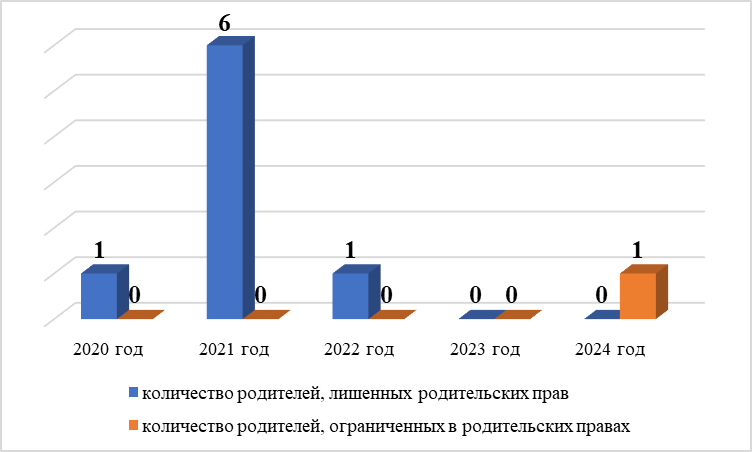 6
1
1
1
0
0
0
0
0
0
2020 год
2021 год
2022 год
2023 год
2024 год
количество родителей, лишенных родительских прав
количество родителей, ограниченных в родительских правах